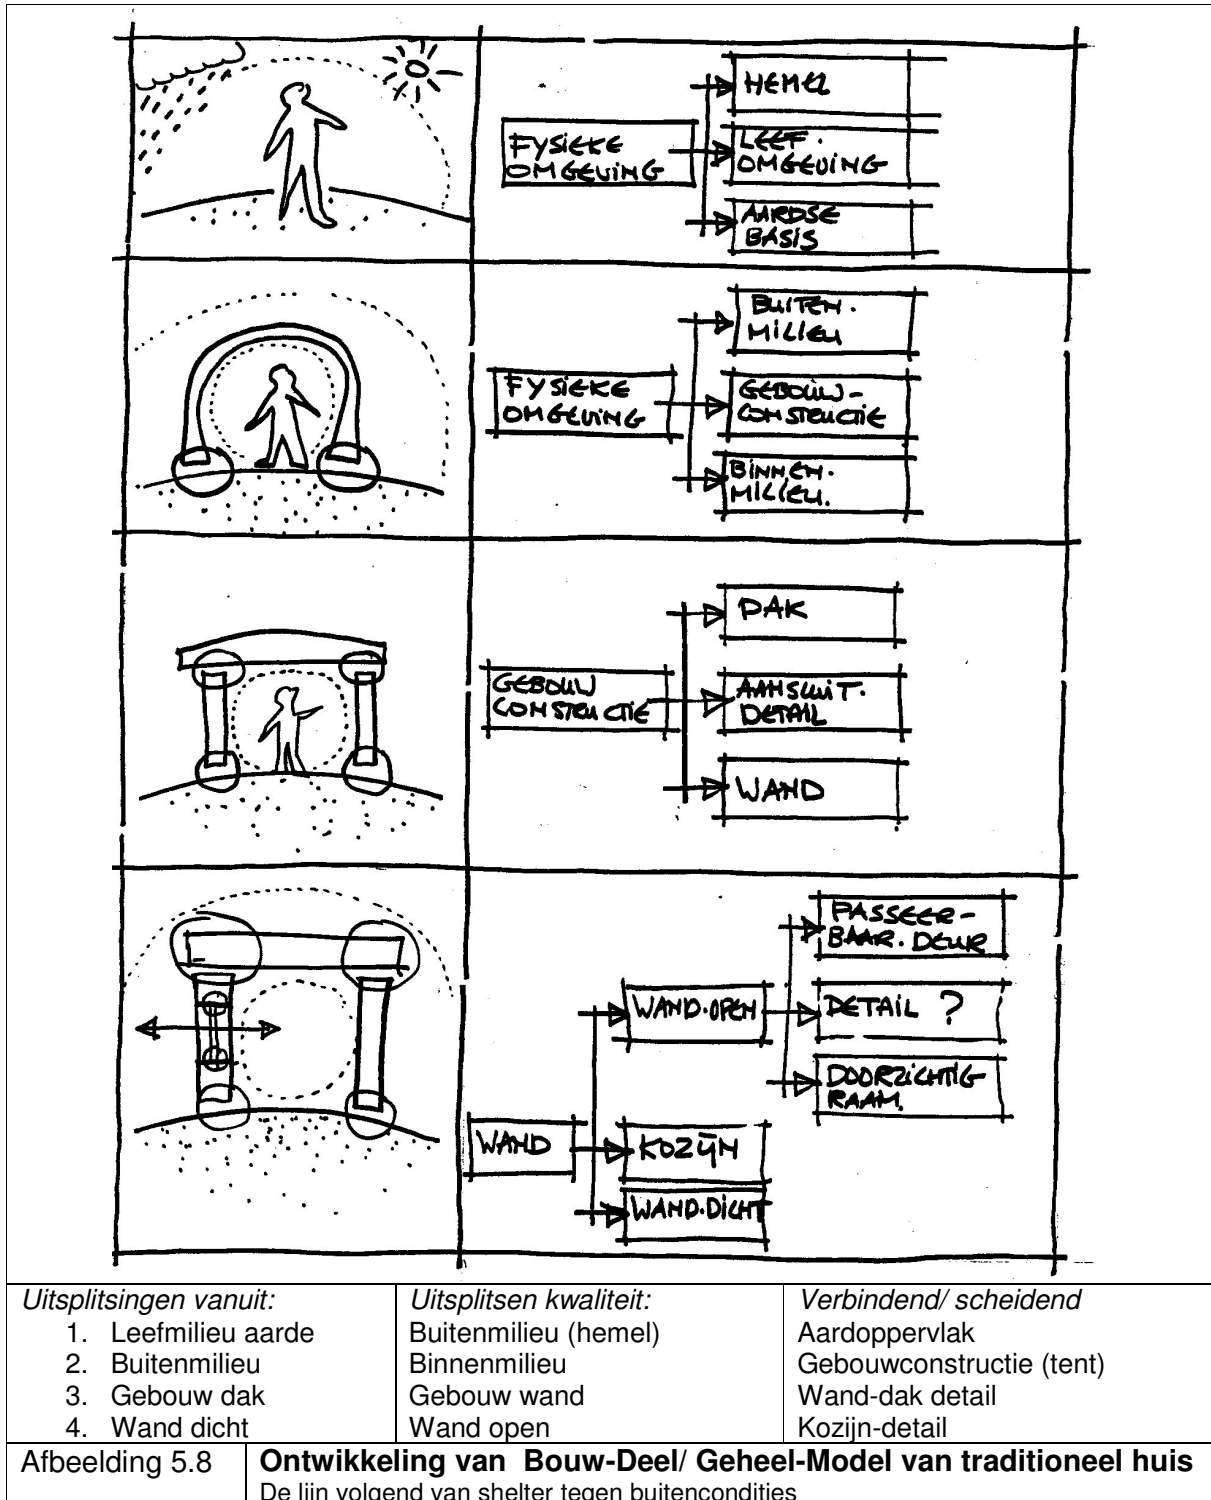 HEMEL
FYSIEKE
OMGEVING
LEEF.
OMGEVING
AARDSE
BASIS
BUITEN.
MILIEU
FYSIEKE
OMGEVING
GEBOUW-
CONSTRUCTIE
BINNEN.
MILIEU.
DAK
GEBOUW
CONSTRUCTIE
AANSLUIT.
DETAIL
WAND
PASSEER-
BAAR. DEUR
WAND.OPEN
DETAIL ?
DOORZICHTIG-
RAAM.
WAND
KOZIJN
WAND.DICHT
Uitsplitsingen vanuit:
1. Leefmilieu aarde
2. Buitenmilieu
3. Gebouw dak
4. Wand dicht
Uitsplitsen kwaliteit:
Buitenmilieu (hemel)
Binnenmilieu
Gebouw wand
Wand open
Verbindend/ scheidend
Aardoppervlak
Gebouwconstructie (tent)
Wand-dak detail
Kozijn-detail
Afbeelding 5.8
Ontwikkeling van Bouw-Deel/ Geheel-Model van traditioneel huis
De lijn volgend van shelter tegen buitencondities